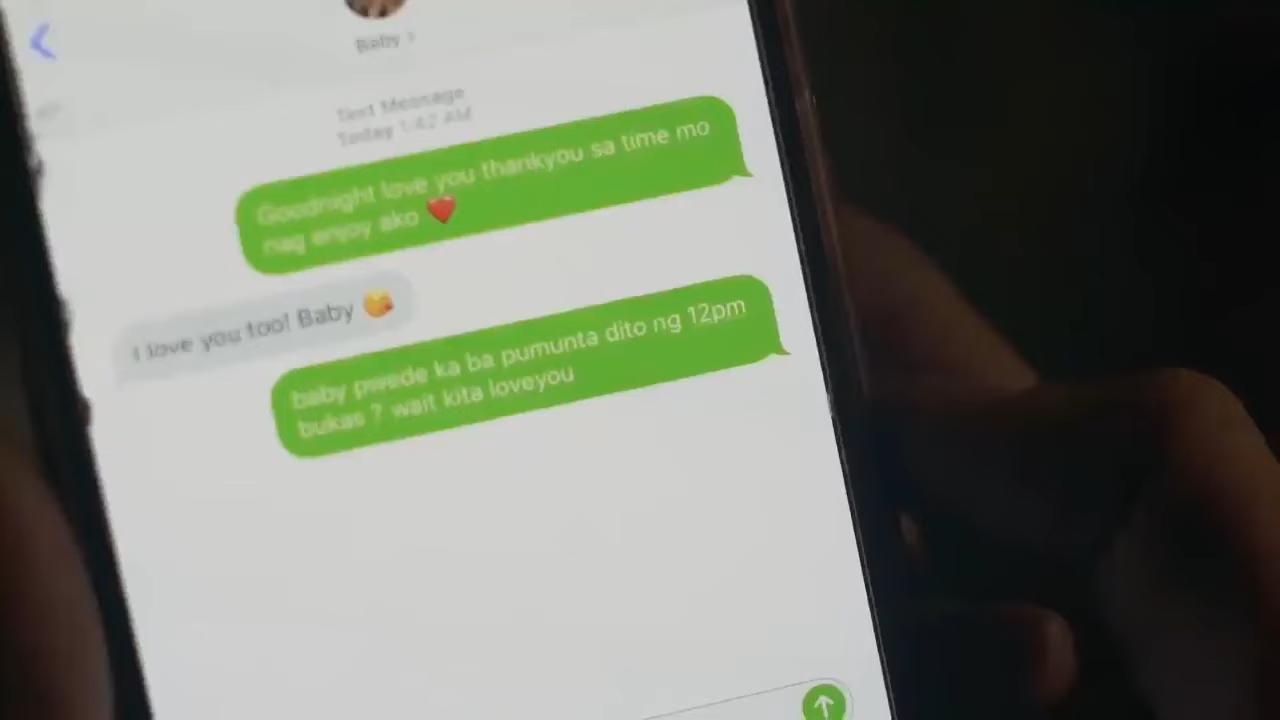 Baby
Text Message
Today 1:42 AM
Goodnight love you thankyou sa time mo
nag enjoy ako ❤️
I love you too! Baby 😘
baby pwede ka ba pumunta dito ng 12pm
bukas ? wait kita loveyou